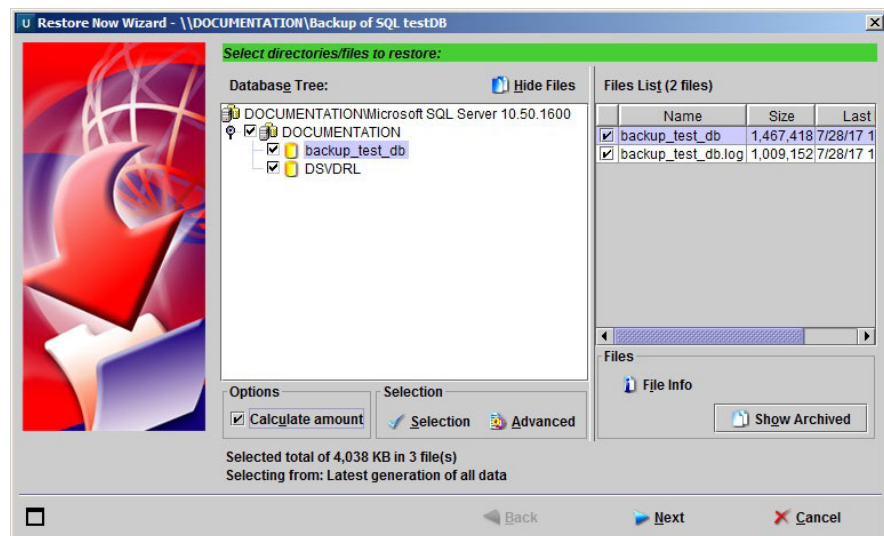 U Restore Now Wizard - \\DOCUMENTATION\Backup of SQL testDB
Select directories/files to restore:
Database Tree:
Hide Files
DOCUMENTATION\Microsoft SQL Server 10.50.1600
DOCUMENTATION
backup_test_db
DSVDRL
Files List (2 files)
Name Size Last
backup_test_db 1,467,418 7/28/17 1
backup_test_db.log 1,009,152 7/28/17 1
Options
Calculate amount
Selection
Selection Advanced
Files
File Info
Show Archived
Selected total of 4,038 KB in 3 file(s)
Selecting from: Latest generation of all data
Back Next Cancel